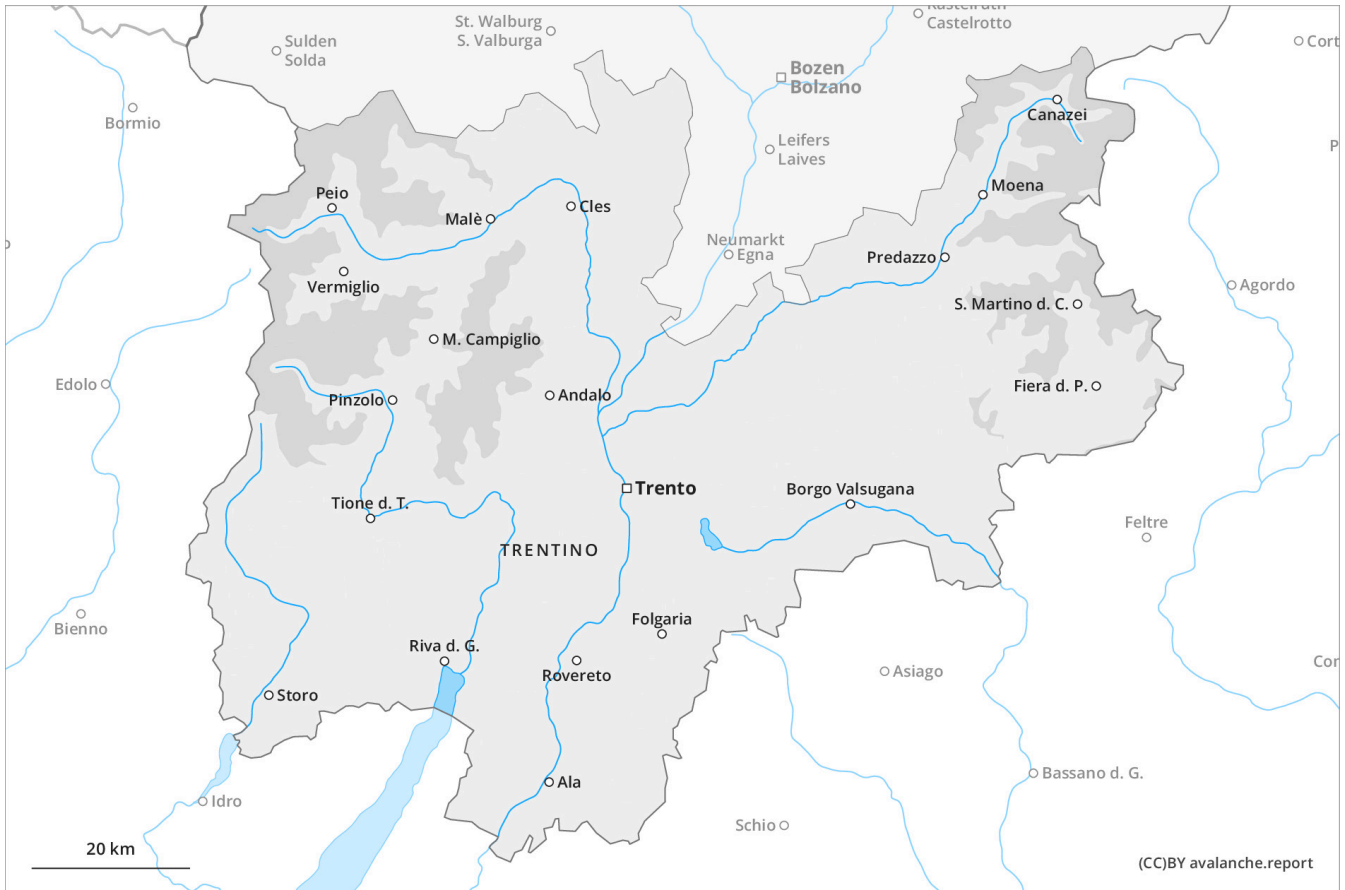 St. Walburg
S. Valburga
Castelrotto
Sulden
Solda
Cort
Bozen
Bolzano
Bormio
Canazei
Leifers
Laives
P
Moena
Peio
Malè
Cles
Neumarkt
Egna
Predazzo
Vermiglio
Agordo
S. Martino d. C.
M. Campiglio
Edolo
Fiera d. P.
Andalo
Pinzolo
Trento
Borgo Valsugana
Tione d. T.
Feltre
TRENTINO
Folgaria
Bienno
Riva d. G.
Rovereto
Asiago
Cor
Storo
Bassano d. G.
Ala
Idro
Schio
20 km
(CC)BY avalanche.report